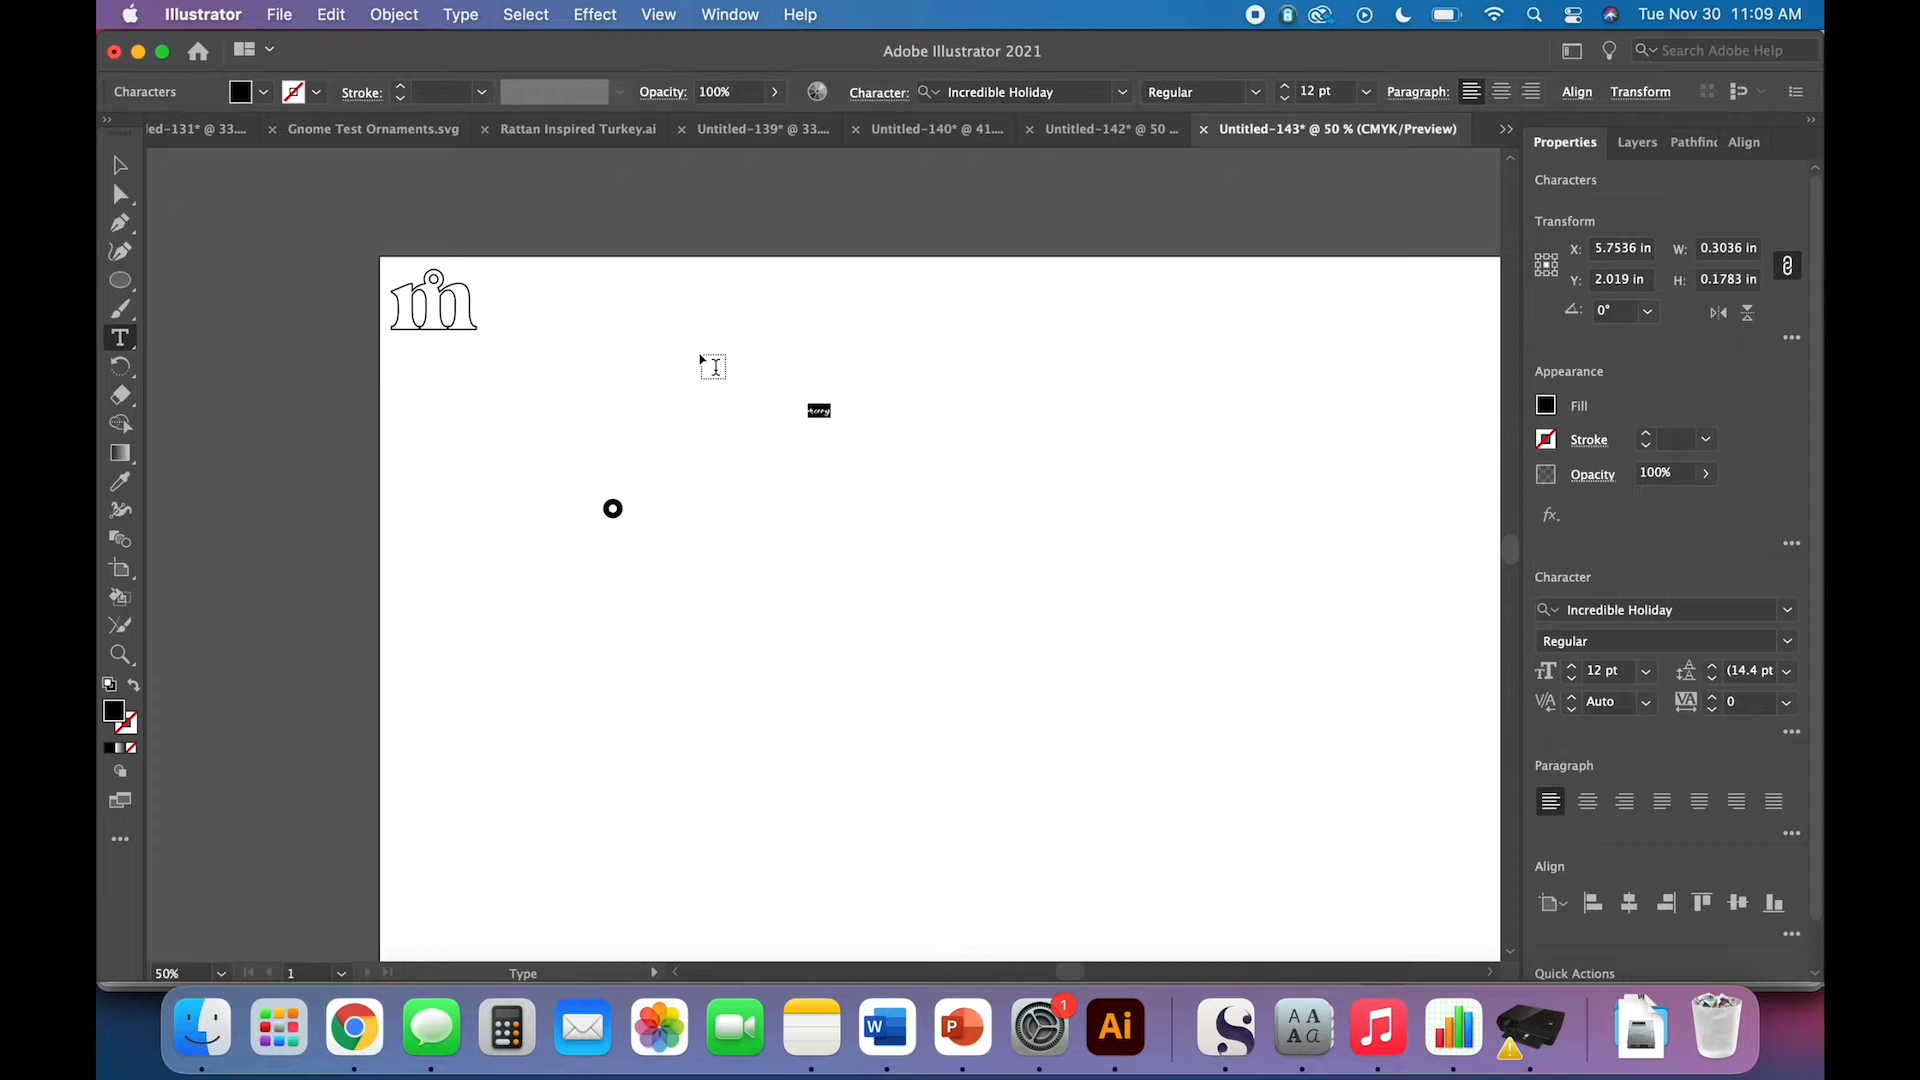 Illustrator File Edit Object Type Select Effect View Window Help Tue Nov 30 11:09 AM
Adobe Illustrator 2021 Search Adobe Help
Characters Stroke: Opacity: 100% Character: Incredible Holiday Regular 12 pt Paragraph: Align Transform
led-131* @ 33.... Gnome Test Ornaments.svg Rattan Inspired Turkey.ai Untitled-139* @ 33.... Untitled-140* @ 41.... Untitled-142* @ 50 ... Untitled-143* @ 50 % (CMYK/Preview)
Properties Layers Pathfinc Align
Characters
Transform
X: 5.7536 in W: 0.3036 in
Y: 2.019 in H: 0.1783 in
0°
m
merry
Appearance
Fill
Stroke
Opacity 100%
fx.
Character
Incredible Holiday
Regular
12 pt (14.4 pt
Auto 0
Paragraph
Align
Quick Actions
50% 1 Type
1
W P Ai